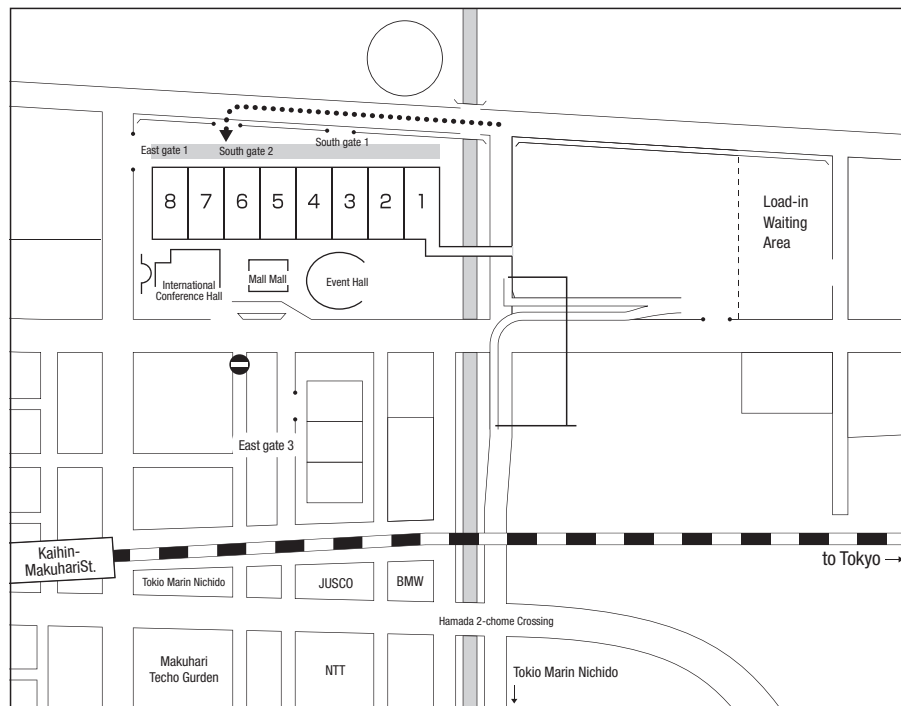 East gate 1
South gate 2
South gate 1
8
7
6
5
4
3
2
1
Load-in
Waiting
Area
International
Conference Hall
Mall Mall
Event Hall
East gate 3
Kaihin-
MakuhariSt.
to Tokyo →
Tokio Marin Nichido
JUSCO
BMW
Hamada 2-chome Crossing
Makuhari
Techo Gurden
NTT
Tokio Marin Nichido